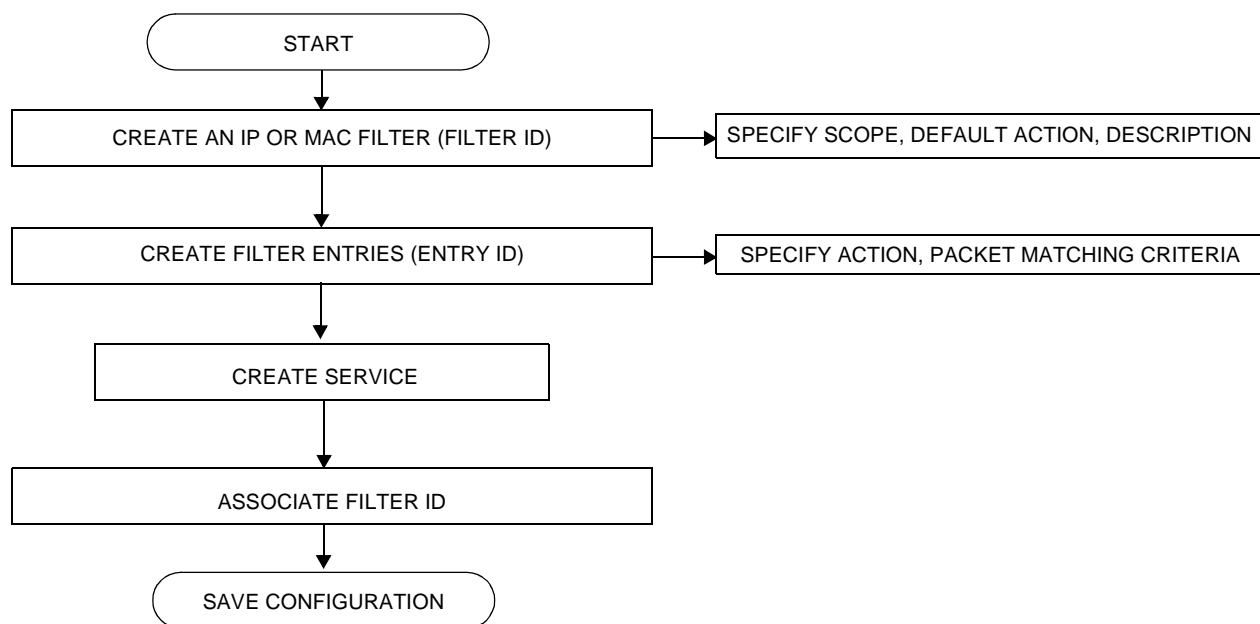 START
CREATE AN IP OR MAC FILTER (FILTER ID)
SPECIFY SCOPE, DEFAULT ACTION, DESCRIPTION
CREATE FILTER ENTRIES (ENTRY ID)
SPECIFY ACTION, PACKET MATCHING CRITERIA
CREATE SERVICE
ASSOCIATE FILTER ID
SAVE CONFIGURATION